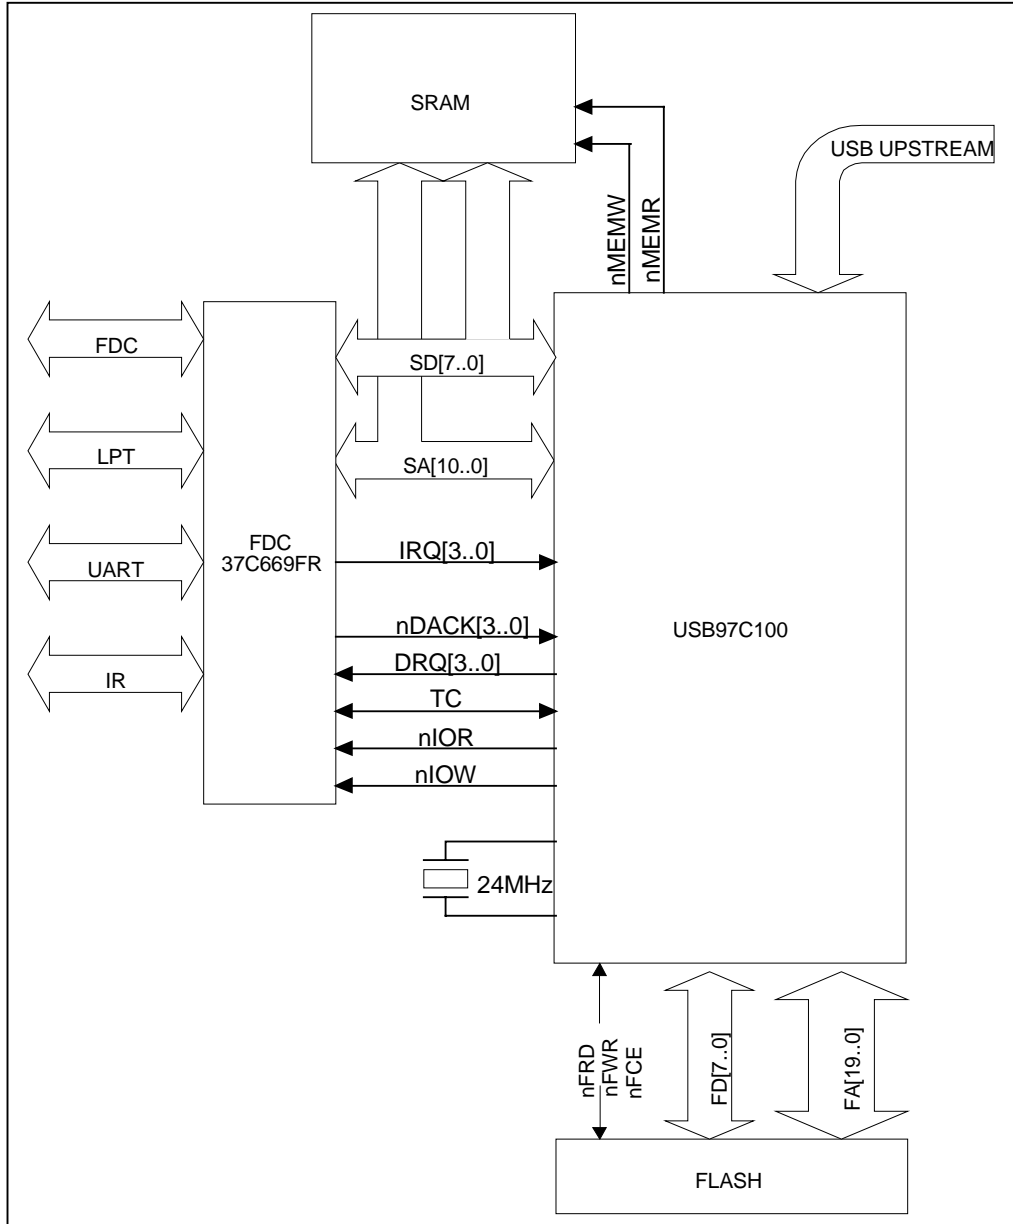 SRAM
USB UPSTREAM
nMEMW
nMEMR
FDC
SD[7..0]
LPT
SA[10..0]
FDC
37C669FR
IRQ[3..0]
UART
nDACK[3..0]
USB97C100
DRQ[3..0]
IR
TC
nIOR
nIOW
24MHz
nFRD
nFWR
nFCE
FD[7..0]
FA[19..0]
FLASH